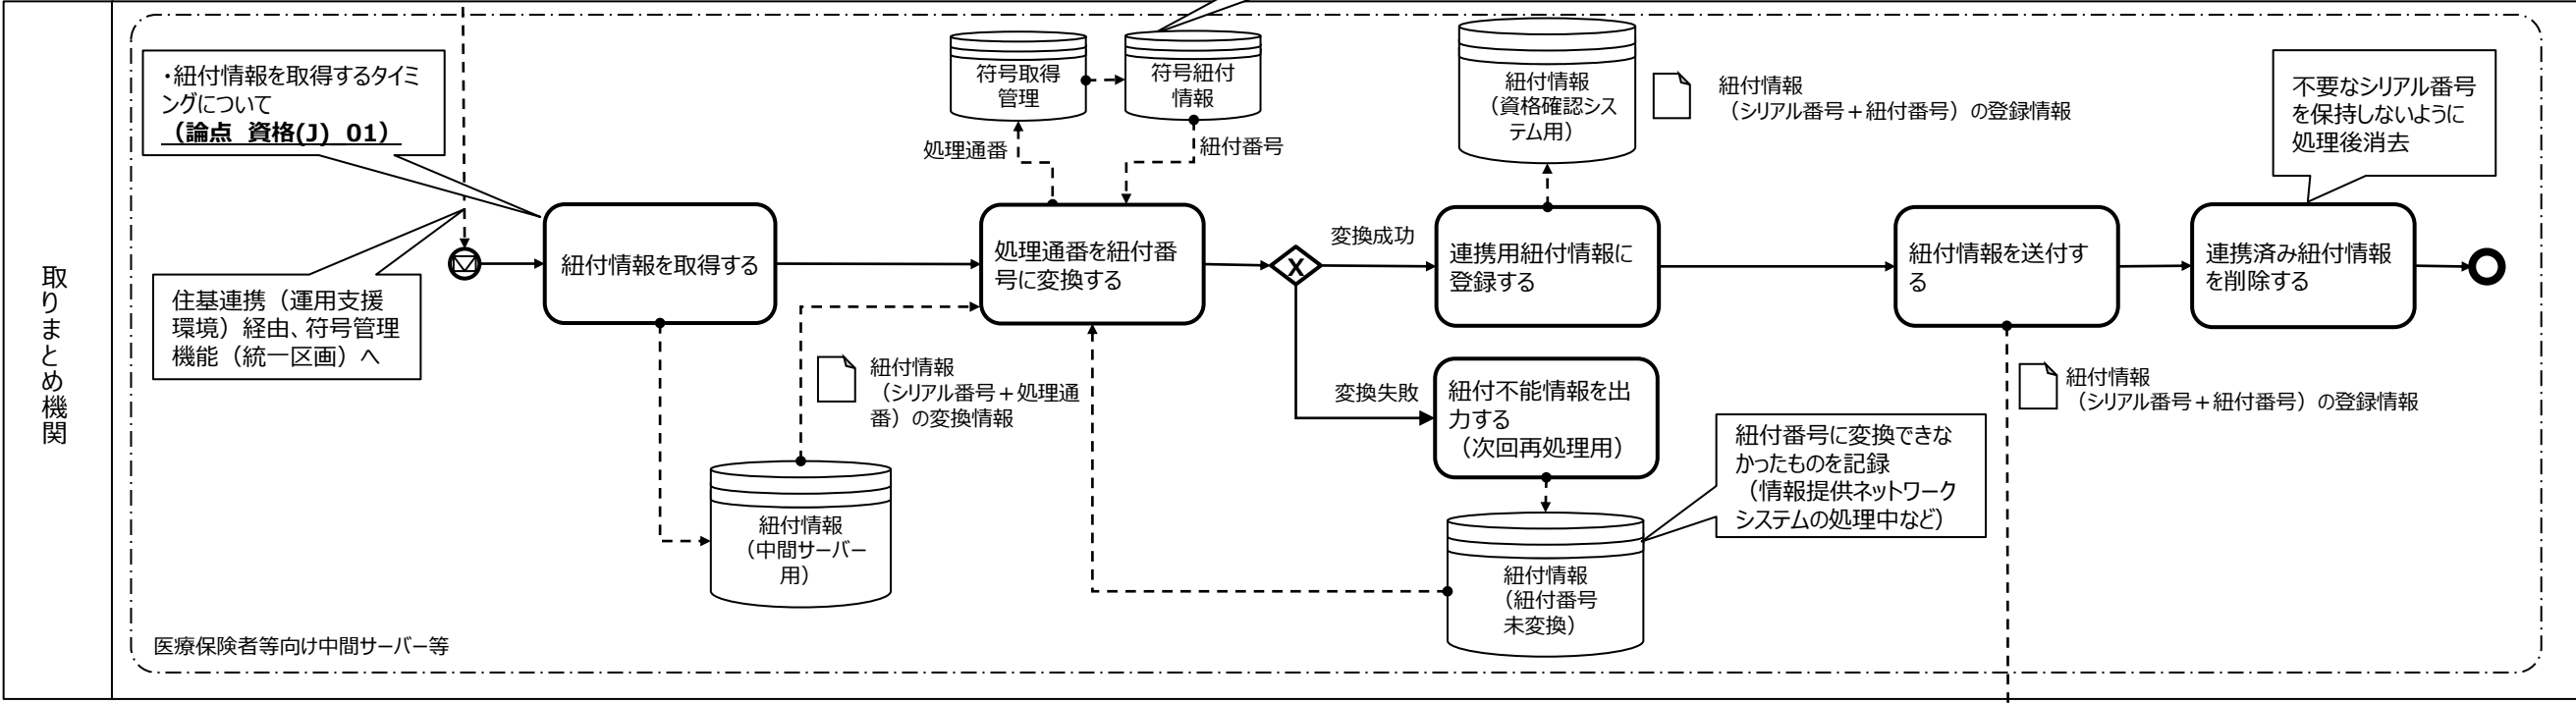 取りまとめ機関
・紐付情報を取得するタイミ
ングについて
（論点 資格(J)_01）
住基連携（運用支援
環境）経由、符号管理
機能（統一区画）へ
紐付情報を取得する
紐付情報
（中間サーバー
用）
紐付情報
（シリアル番号＋処理通
番）の変換情報
符号取得
管理
符号紐付
情報
処理通番
紐付番号
処理通番を紐付番
号に変換する
X
変換成功
変換失敗
紐付情報
（資格確認シス
テム用）
紐付情報
（シリアル番号＋紐付番号）の登録情報
連携用紐付情報に
登録する
紐付不能情報を出
力する
（次回再処理用）
紐付情報
（紐付番号
未変換）
紐付番号に変換できな
かったものを記録
（情報提供ネットワーク
システムの処理中など）
紐付情報を送付す
る
紐付情報
（シリアル番号＋紐付番号）の登録情報
不要なシリアル番号
を保持しないように
処理後消去
連携済み紐付情報
を削除する
医療保険者等向け中間サーバー等